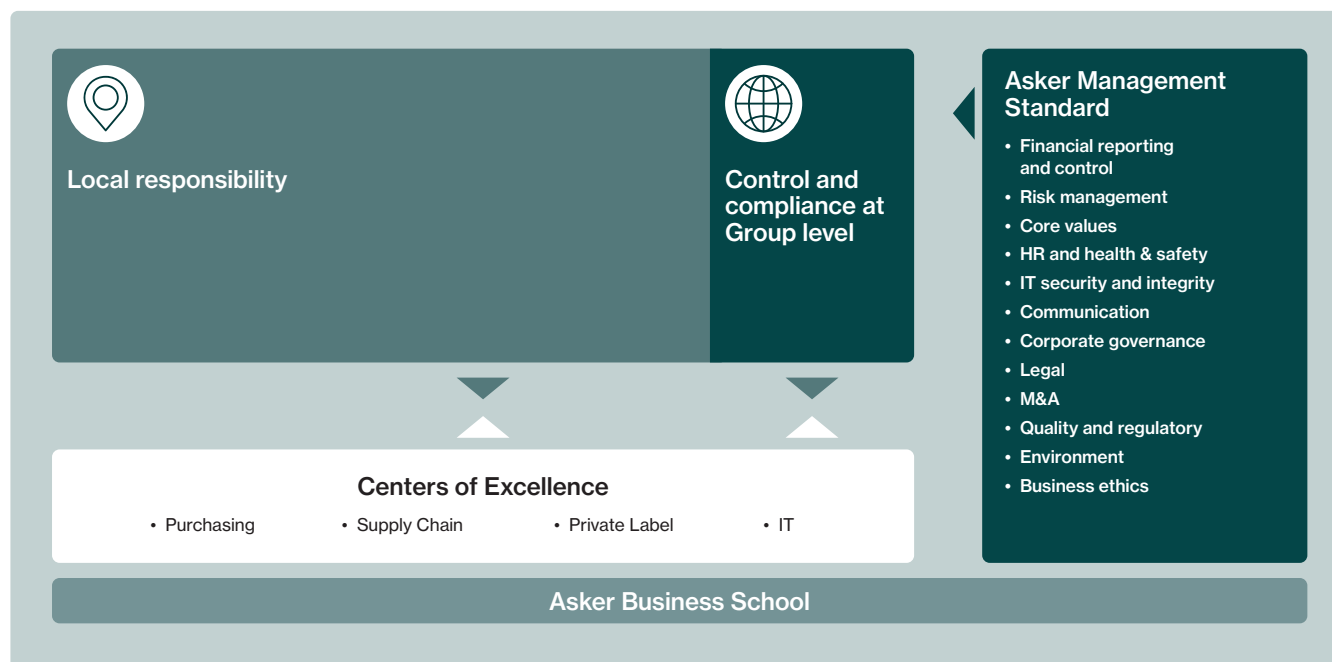 Local responsibility
Control and
compliance at
Group level
Asker Management
Standard
• Financial reporting
and control
• Risk management
• Core values
• HR and health & safety
• IT security and integrity
• Communication
• Corporate governance
• Legal
• M&A
• Quality and regulatory
• Environment
• Business ethics
Centers of Excellence
• Purchasing • Supply Chain • Private Label • IT
Asker Business School